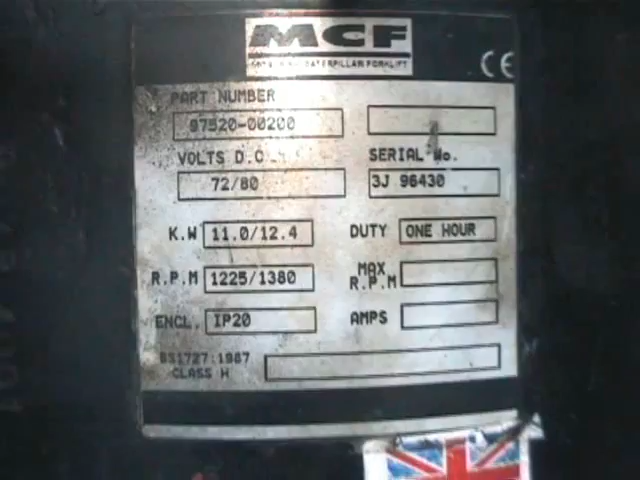 MCF
CATERPILLAR FORKLIFT
CE
PART NUMBER
97520-00200
VOLTS D.C.
SERIAL No.
72/80
3J 96430
K.W 11.0/12.4 DUTY ONE HOUR
R.P.M 1225/1380 MAX R.P.M
ENCL. IP20 AMPS
BS1727:1987
CLASS H